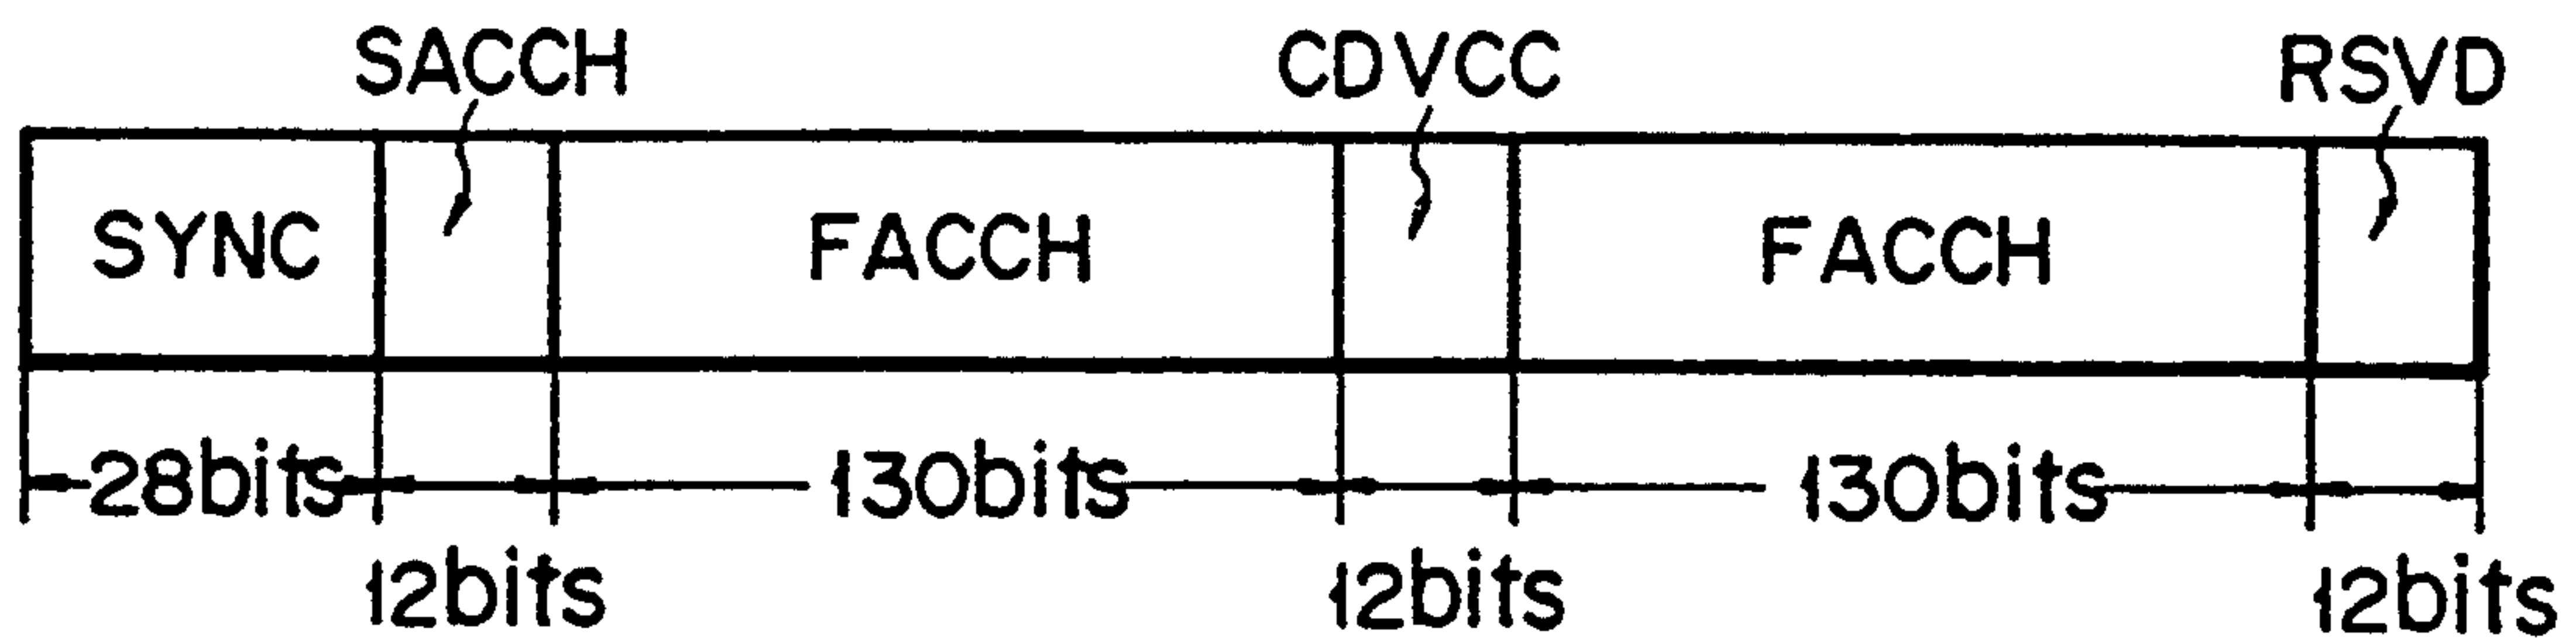 SACCH CDVCC RSVD
SYNC FACCH FACCH
28bits 130bits 130bits
12bits 12bits 12bits